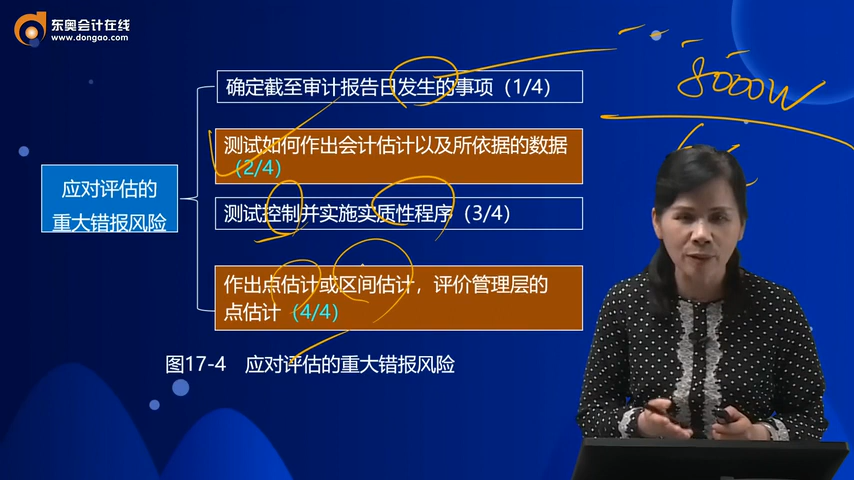 东奥会计在线
www.dongao.com
8000W
确定截至审计报告日发生的事项（1/4）
测试如何作出会计估计以及所依据的数据
（2/4）
应对评估的
重大错报风险
测试控制并实施实质性程序（3/4）
作出点估计或区间估计，评价管理层的
点估计（4/4）
图17-4 应对评估的重大错报风险